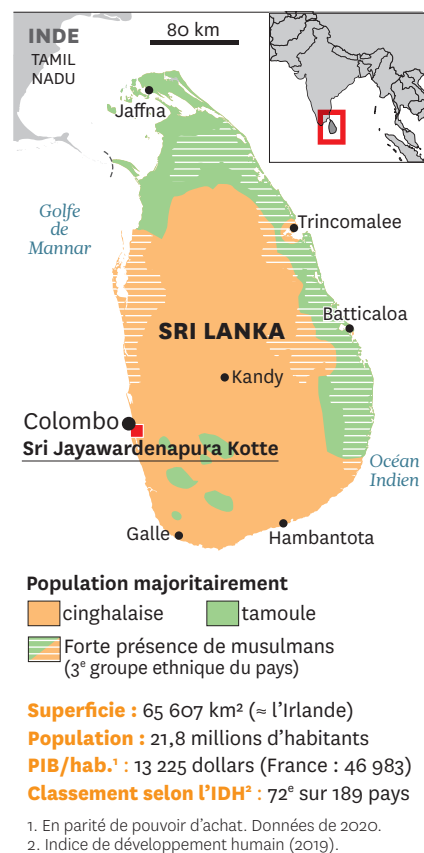 INDE
TAMIL
NADU
80 km
Jaffna
Golfe
de
Mannar
Trincomalee
Batticaloa
SRI LANKA
Kandy
Colombo
Sri Jayawardenapura Kotte
Océan
Indien
Galle
Hambantota
Population majoritairement
cinghalaise
tamoule
Forte présence de musulmans
(3e groupe ethnique du pays)
Superficie : 65 607 km² (≈ l’Irlande)
Population : 21,8 millions d’habitants
PIB/hab.¹ : 13 225 dollars (France : 46 983)
Classement selon l’IDH² : 72e sur 189 pays
1. En parité de pouvoir d’achat. Données de 2020.
2. Indice de développement humain (2019).